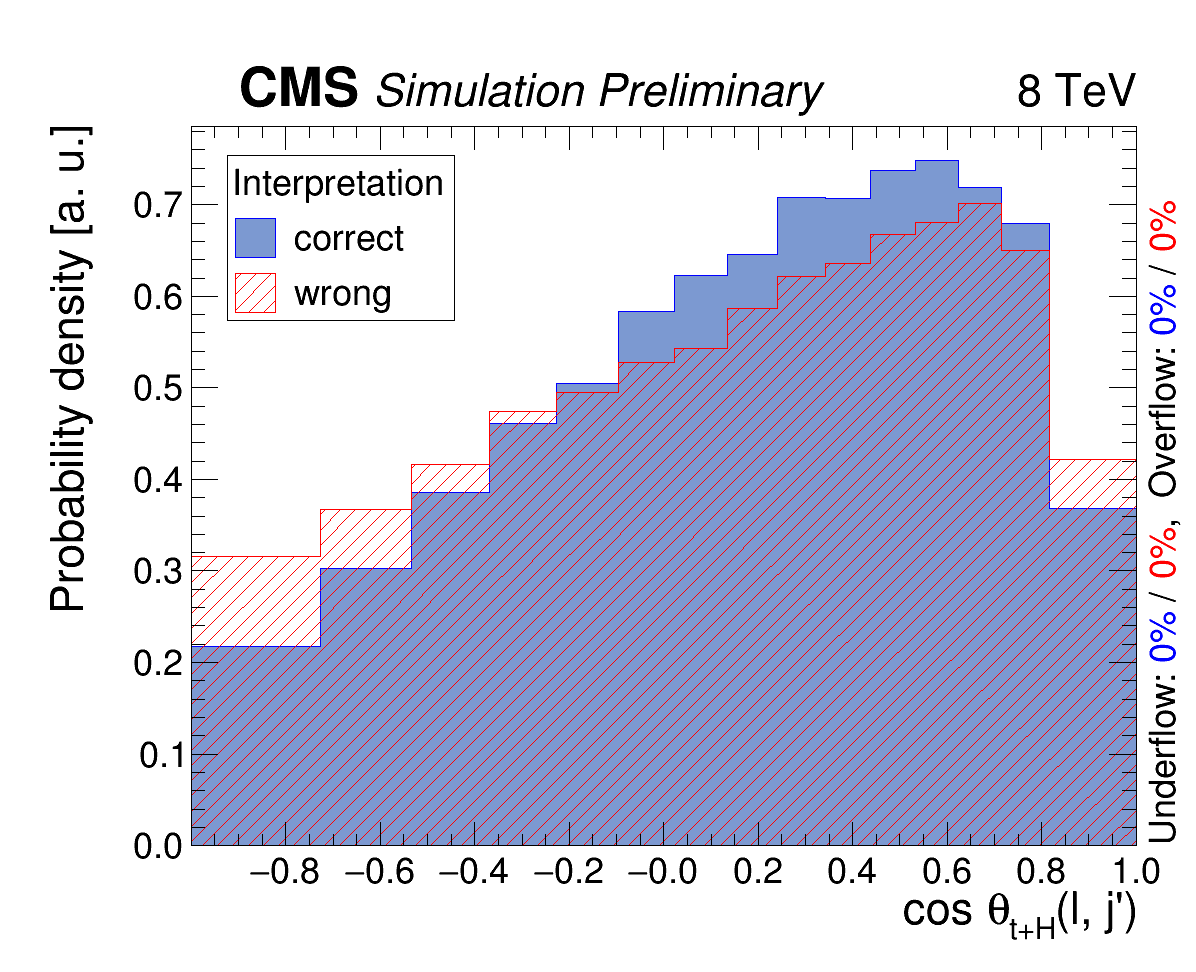 CMS Simulation Preliminary 8 TeV
Probability density [a. u.]
Interpretation
correct
wrong
0.7
0.6
0.5
0.4
0.3
0.2
0.1
0.0
−0.8 −0.6 −0.4 −0.2 −0.0 0.2 0.4 0.6 0.8 1.0
cos θt+H(l, j')
Underflow: 0% / 0%, Overflow: 0% / 0%